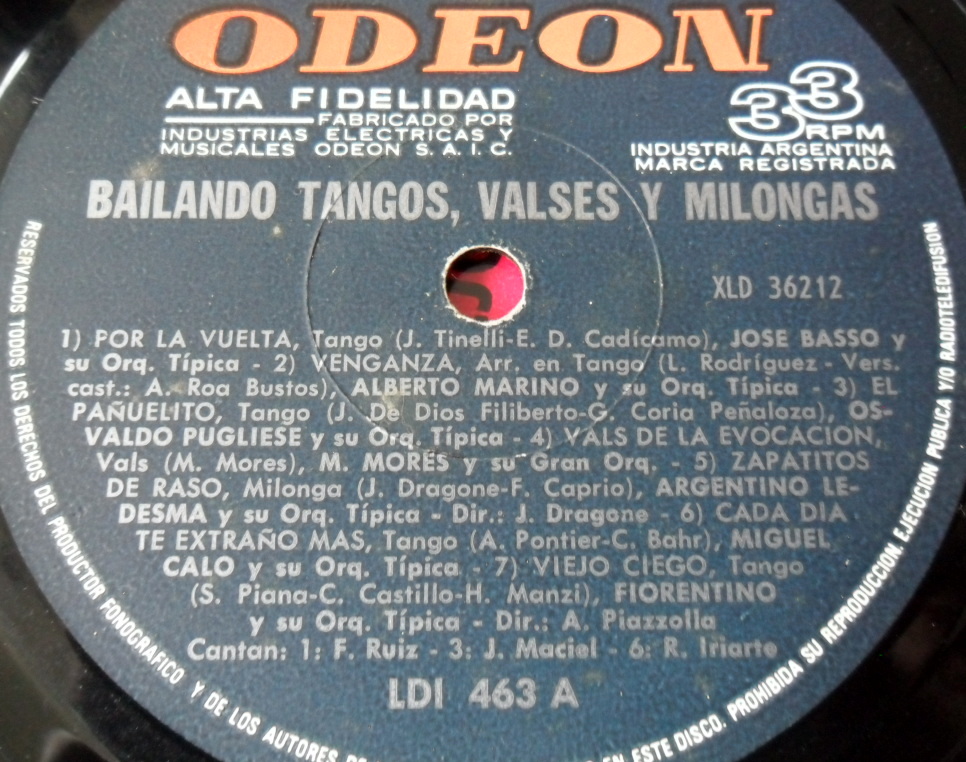 ODEON
ALTA FIDELIDAD
FABRICADO POR
INDUSTRIAS ELECTRICAS Y
MUSICALES ODEON S. A. I. C.
33
RPM
INDUSTRIA ARGENTINA
MARCA REGISTRADA
BAILANDO TANGOS, VALSES Y MILONGAS
XLD 36212
1) POR LA VUELTA, Tango (J. Tinelli-E. D. Cadícamo), JOSE BASSO y
su Orq. Típica - 2) VENGANZA, Arr. en Tango (L. Rodríguez - Vers.
cast.: A. Roa Bustos), ALBERTO MARINO y su Orq. Típica - 3) EL
PAÑUELITO, Tango (J. De Dios Filiberto-G. Coria Peñaloza), OS-
VALDO PUGLIESE y su Orq. Típica - 4) VALS DE LA EVOCACION,
Vals (M. Mores), M. MORES y su Gran Orq. - 5) ZAPATITOS
DE RASO, Milonga (J. Dragone-F. Caprio), ARGENTINO LE-
DESMA y su Orq. Típica - Dir.: J. Dragone - 6) CADA DIA
TE EXTRAÑO MAS, Tango (A. Pontier-C. Bahr), MIGUEL
CALO y su Orq. Típica - 7) VIEJO CIEGO, Tango
(S. Piana-C. Castillo-H. Manzi), FIORENTINO
y su Orq. Típica - Dir.: A. Piazzolla
Cantan: 1: F. Ruiz - 3: J. Maciel - 6: R. Iriarte
LDI 463 A
RESERVADOS TODOS LOS DERECHOS DEL PRODUCTOR FONOGRAFICO Y DE LOS AUTORES DE
EN ESTE DISCO. PROHIBIDA SU REPRODUCCION, EJECUCION PUBLICA Y/O RADIOTELEDIFUSION